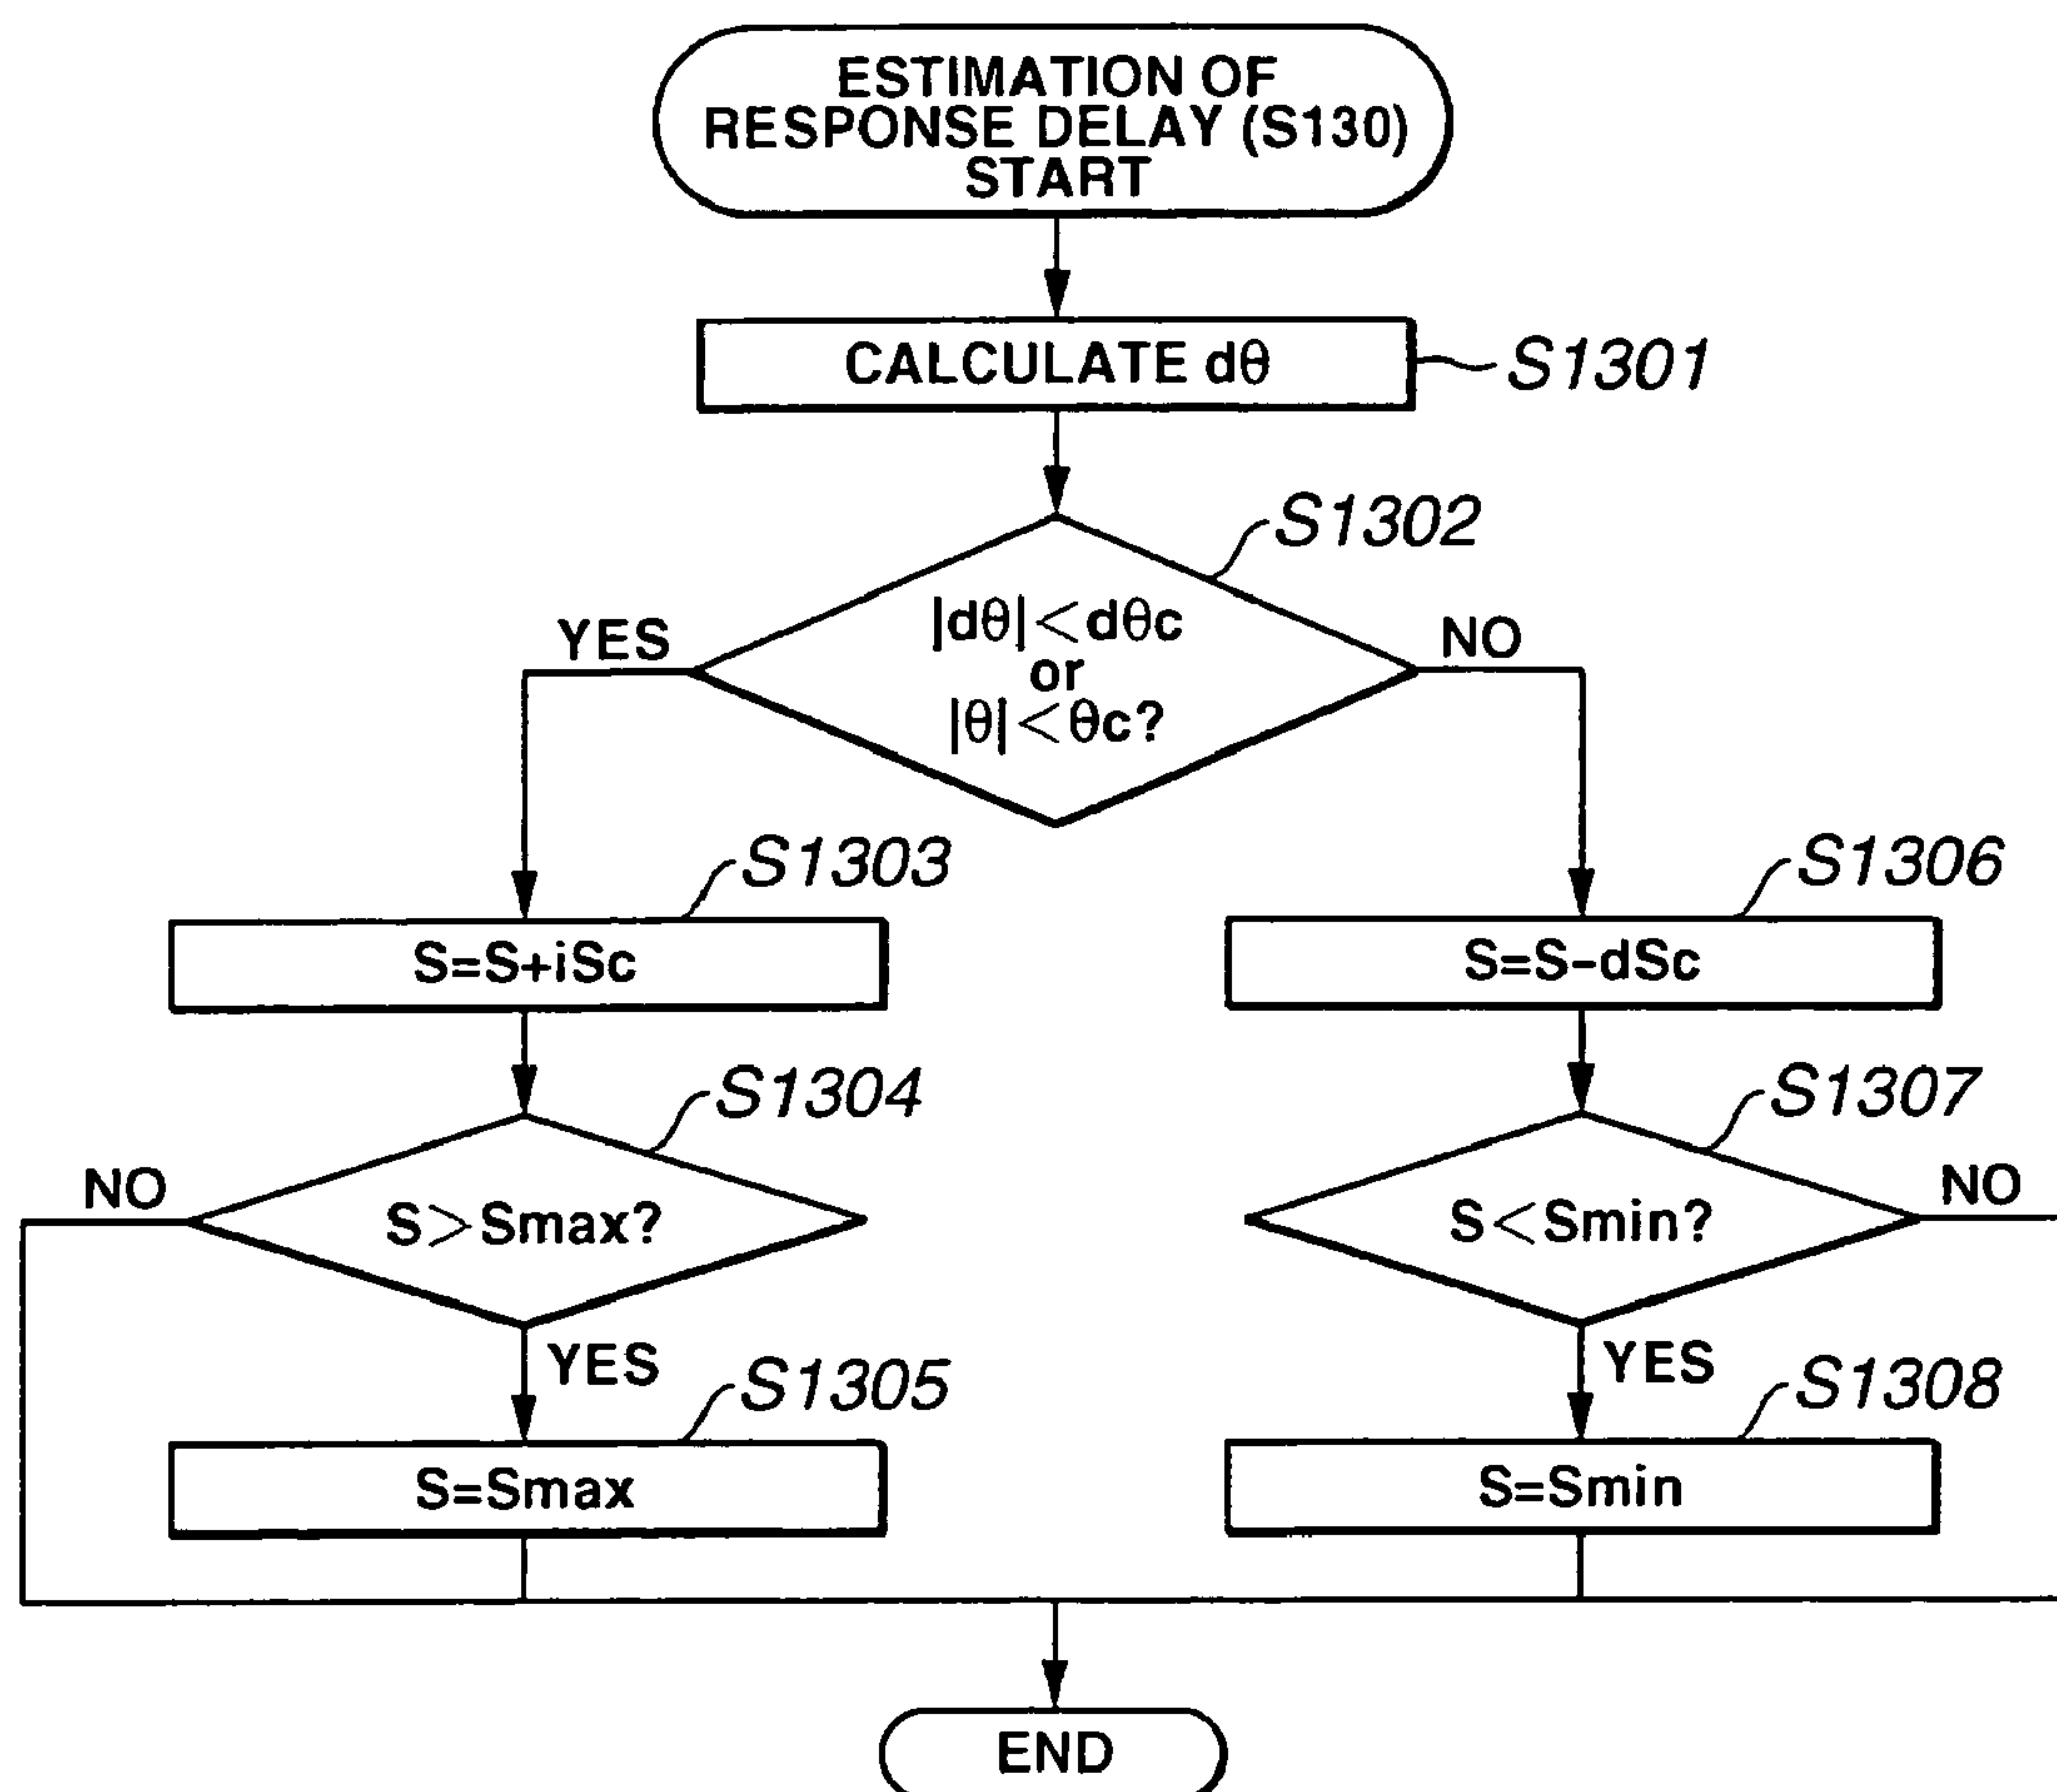 ESTIMATION OF
RESPONSE DELAY (S130)
START
CALCULATE dθ
S1301
S1302
|dθ|<dθc
or
|θ|<θc?
YES
NO
S1303
S=S+iSc
S1306
S=S-dSc
S1304
S>Smax?
NO
YES
S1307
S<Smin?
NO
YES
S1305
S=Smax
S1308
S=Smin
END